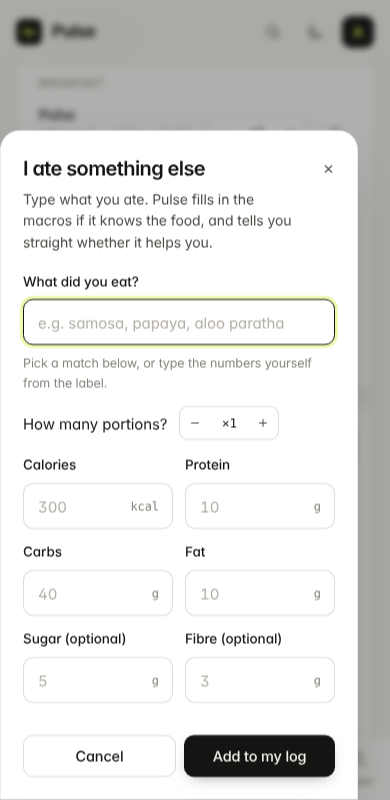 Pulse
BREAKFAST
Poha
I ate something else
×
Type what you ate. Pulse fills in the
macros if it knows the food, and tells you
straight whether it helps you.
What did you eat?
e.g. samosa, papaya, aloo paratha
Pick a match below, or type the numbers yourself
from the label.
How many portions? − ×1 +
Calories Protein
300 kcal 10 g
Carbs Fat
40 g 10 g
Sugar (optional) Fibre (optional)
5 g 3 g
Cancel Add to my log